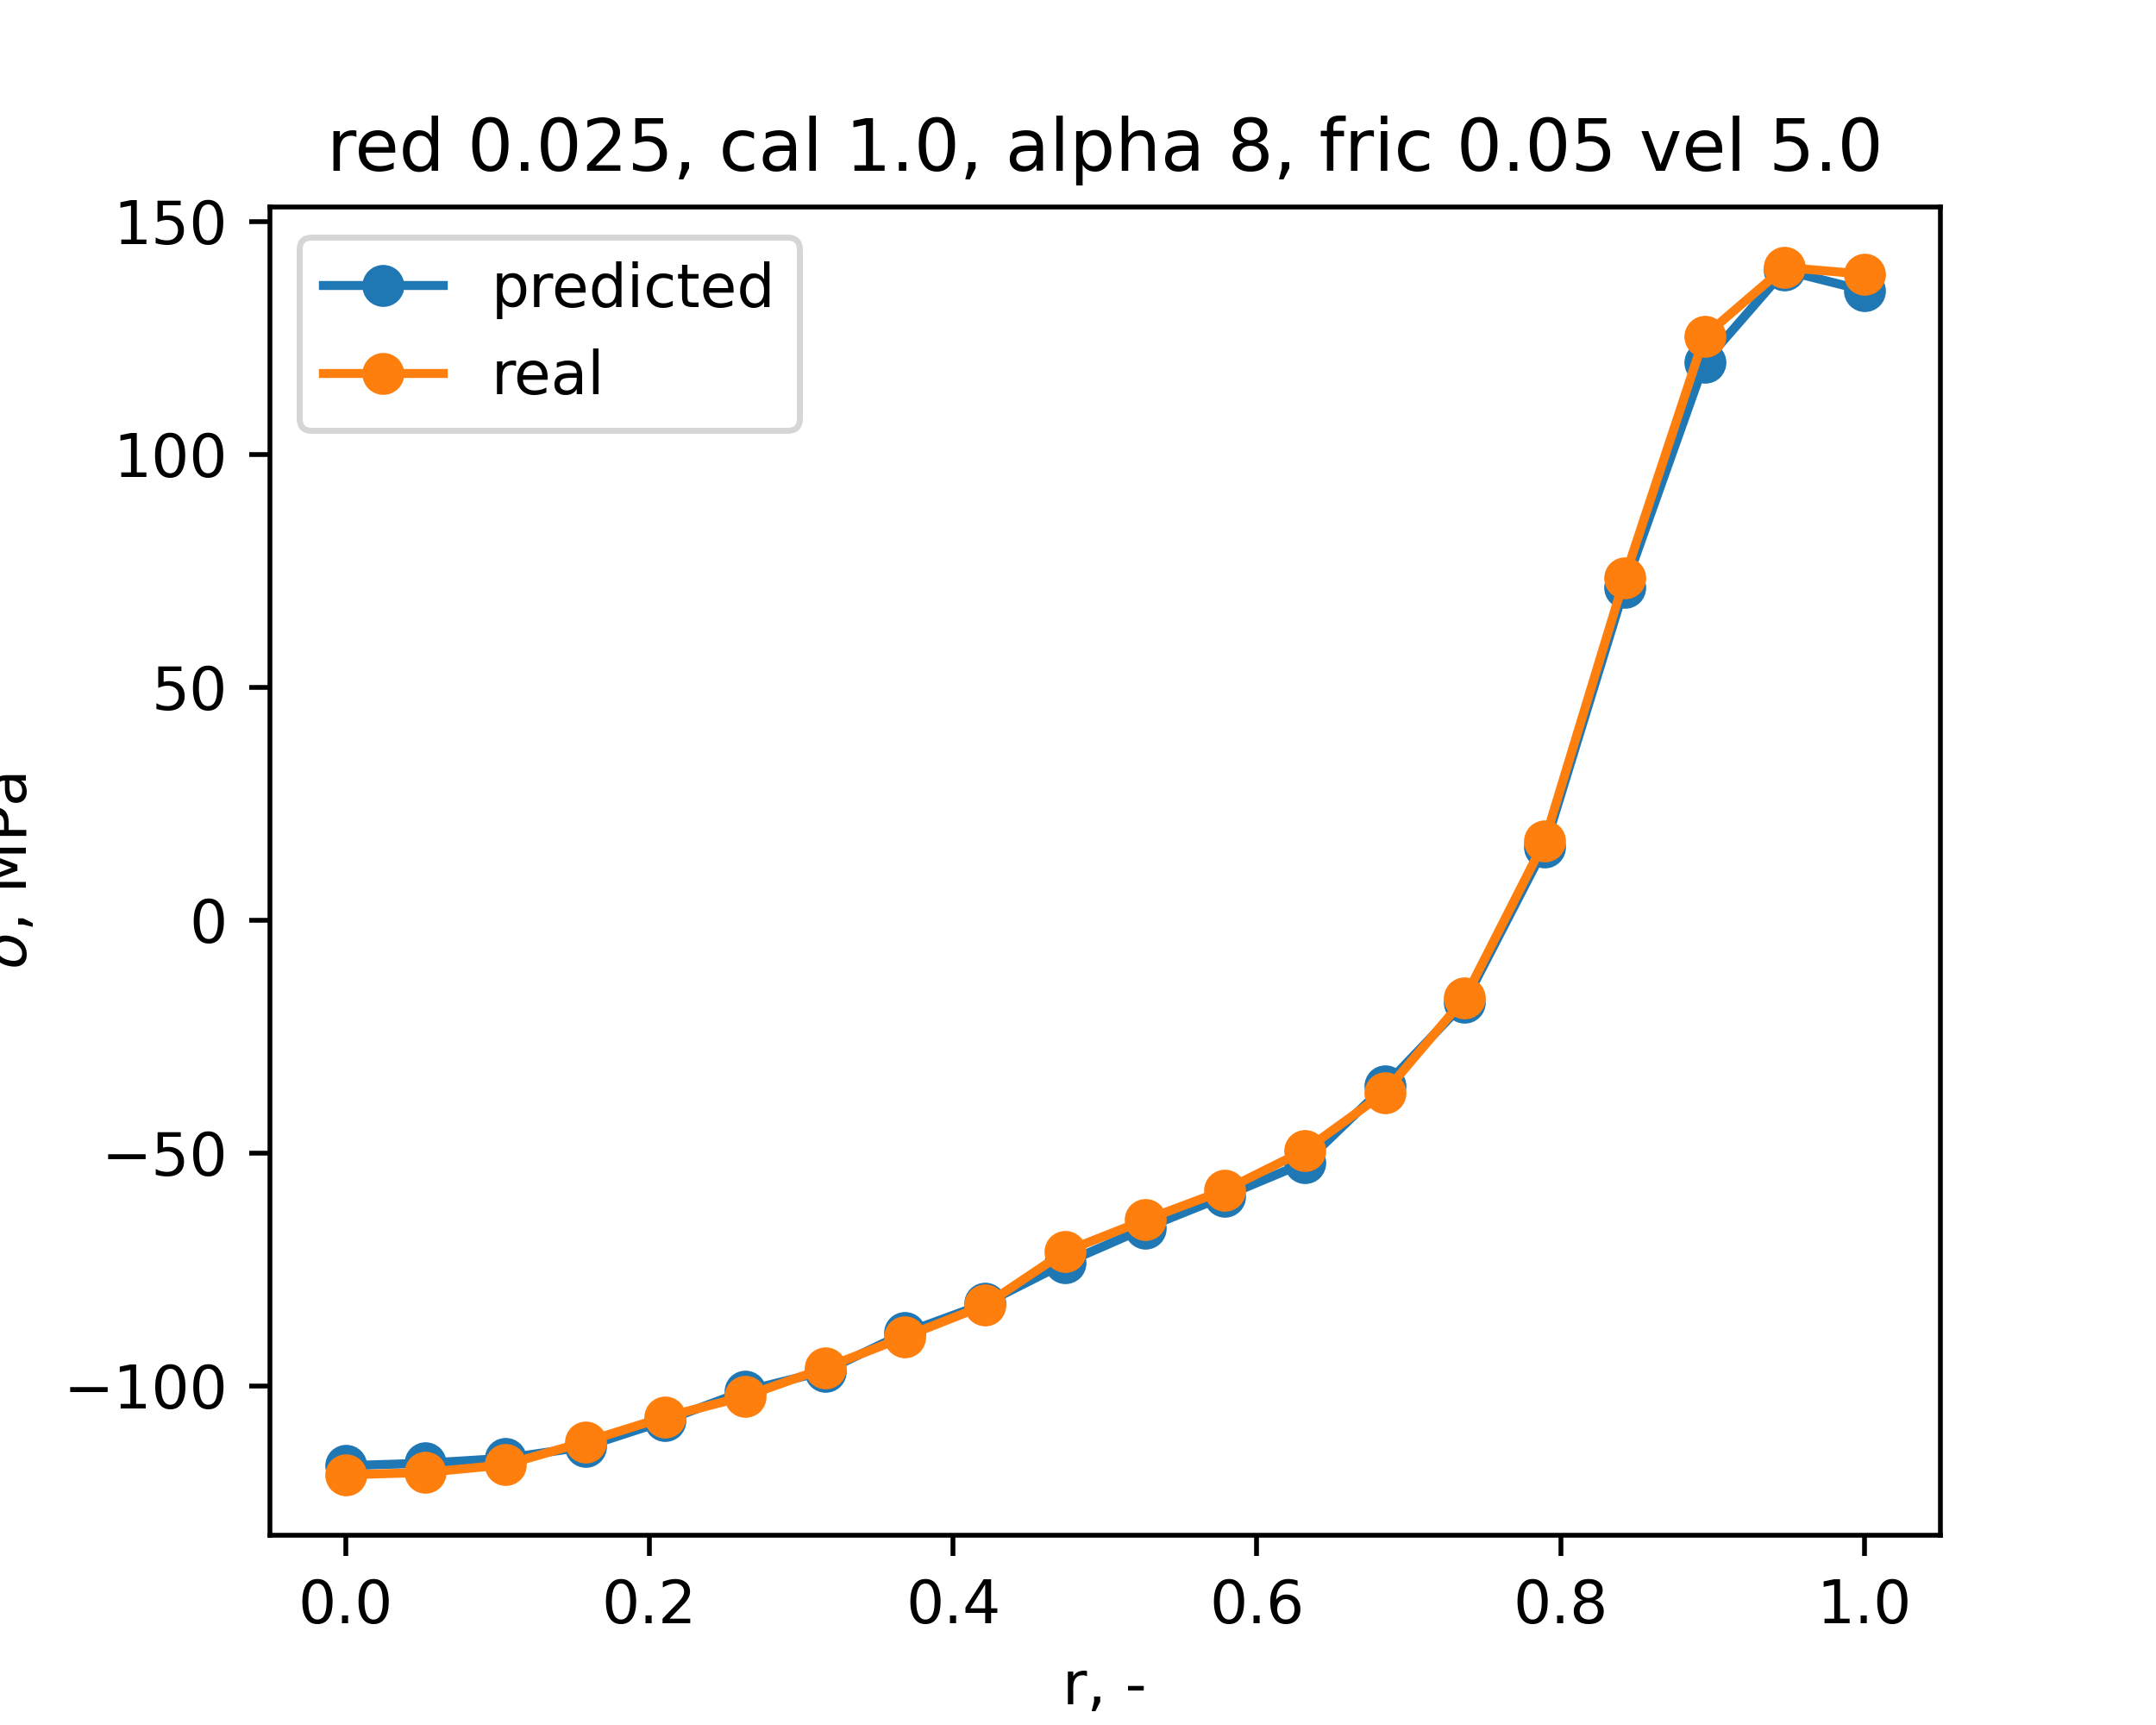 red 0.025, cal 1.0, alpha 8, fric 0.05 vel 5.0
150
100
50
0
−50
−100
predicted
real
σ, MPa
0.0 0.2 0.4 0.6 0.8 1.0
r, -